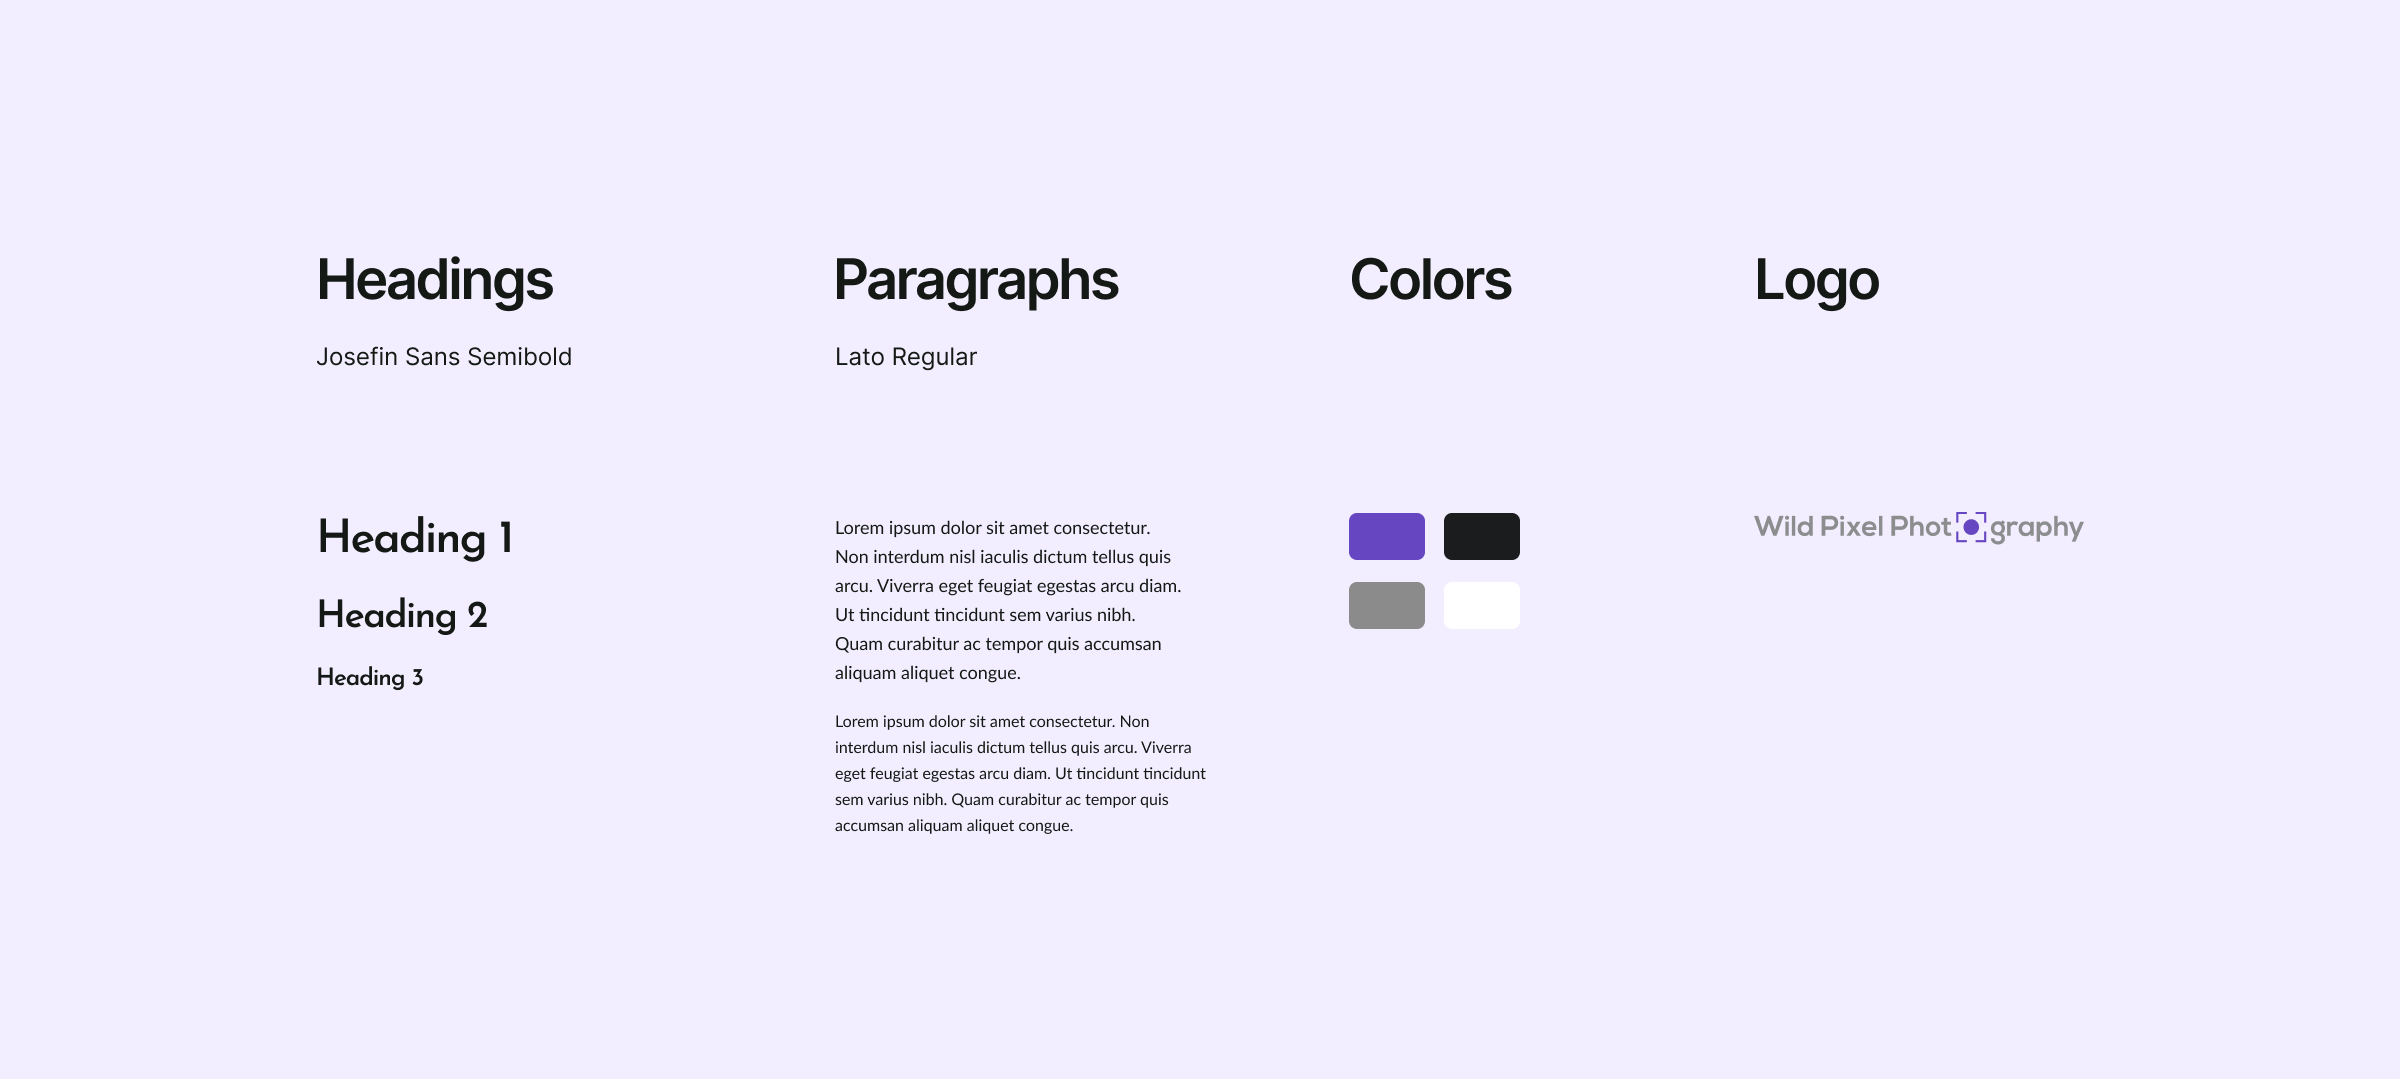 Headings
Josefin Sans Semibold
Heading 1
Heading 2
Heading 3
Paragraphs
Lato Regular
Lorem ipsum dolor sit amet consectetur.
Non interdum nisl iaculis dictum tellus quis
arcu. Viverra eget feugiat egestas arcu diam.
Ut tincidunt tincidunt sem varius nibh.
Quam curabitur ac tempor quis accumsan
aliquam aliquet congue.
Lorem ipsum dolor sit amet consectetur. Non
interdum nisl iaculis dictum tellus quis arcu. Viverra
eget feugiat egestas arcu diam. Ut tincidunt tincidunt
sem varius nibh. Quam curabitur ac tempor quis
accumsan aliquam aliquet congue.
Colors
Logo
Wild Pixel Photography